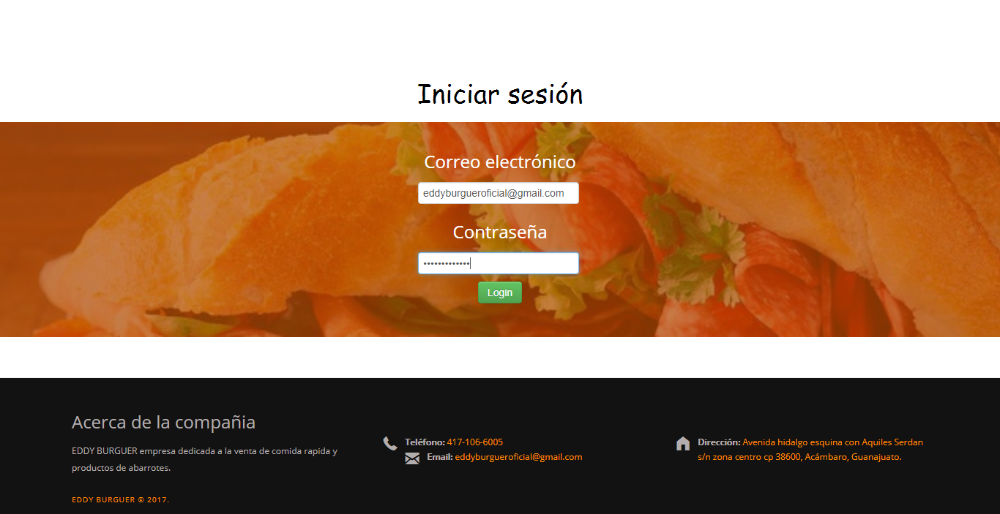 Iniciar sesión
Correo electrónico
eddyburgueroficial@gmail.com
Contraseña
•••••••••••••
Login
Acerca de la compañia
EDDY BURGUER empresa dedicada a la venta de comida rapida y
productos de abarrotes.
EDDY BURGUER © 2017.
Teléfono: 417-106-6005
Email: eddyburgueroficial@gmail.com
Dirección: Avenida hidalgo esquina con Aquiles Serdan
s/n zona centro cp 38600, Acámbaro, Guanajuato.